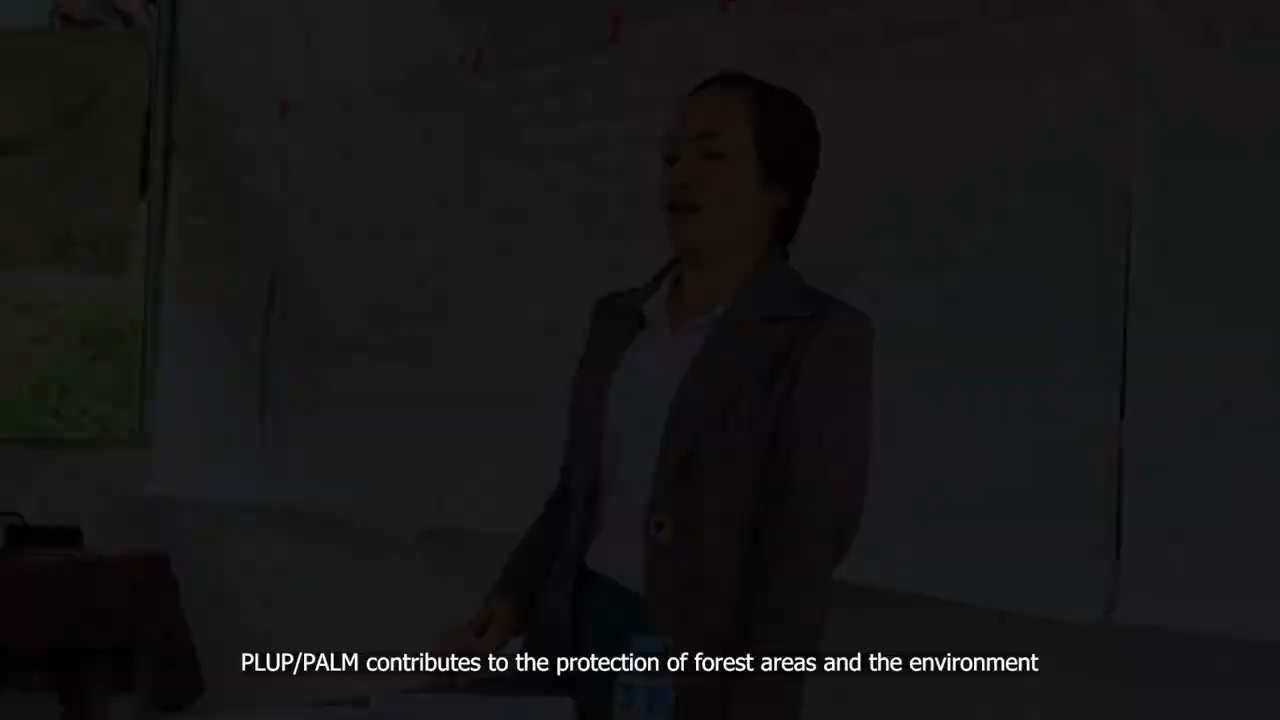 PLUP/PALM contributes to the protection of forest areas and the environment